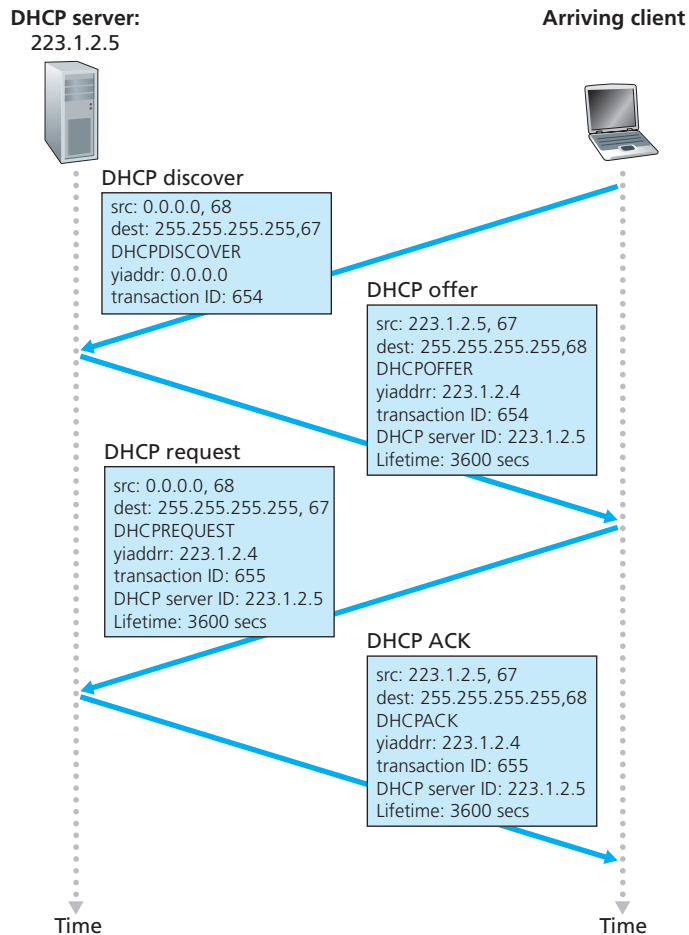 DHCP server:
223.1.2.5
Arriving client
DHCP discover
src: 0.0.0.0, 68
dest: 255.255.255.255,67
DHCPDISCOVER
yiaddr: 0.0.0.0
transaction ID: 654
DHCP offer
src: 223.1.2.5, 67
dest: 255.255.255.255,68
DHCPOFFER
yiaddrr: 223.1.2.4
transaction ID: 654
DHCP server ID: 223.1.2.5
Lifetime: 3600 secs
DHCP request
src: 0.0.0.0, 68
dest: 255.255.255.255, 67
DHCPREQUEST
yiaddrr: 223.1.2.4
transaction ID: 655
DHCP server ID: 223.1.2.5
Lifetime: 3600 secs
DHCP ACK
src: 223.1.2.5, 67
dest: 255.255.255.255,68
DHCPACK
yiaddrr: 223.1.2.4
transaction ID: 655
DHCP server ID: 223.1.2.5
Lifetime: 3600 secs
Time
Time